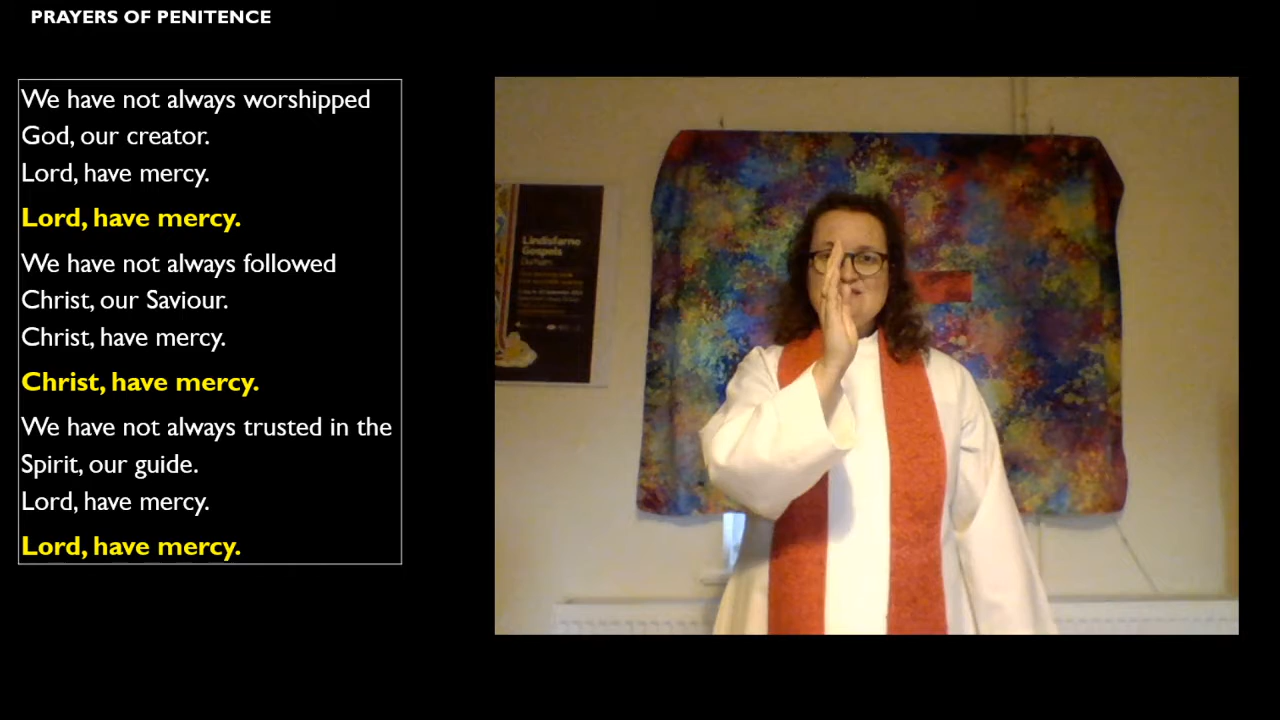 PRAYERS OF PENITENCE
We have not always worshipped
God, our creator.
Lord, have mercy.
Lord, have mercy.
We have not always followed
Christ, our Saviour.
Christ, have mercy.
Christ, have mercy.
We have not always trusted in the
Spirit, our guide.
Lord, have mercy.
Lord, have mercy.
Lindisfarne
Gospels
Durham